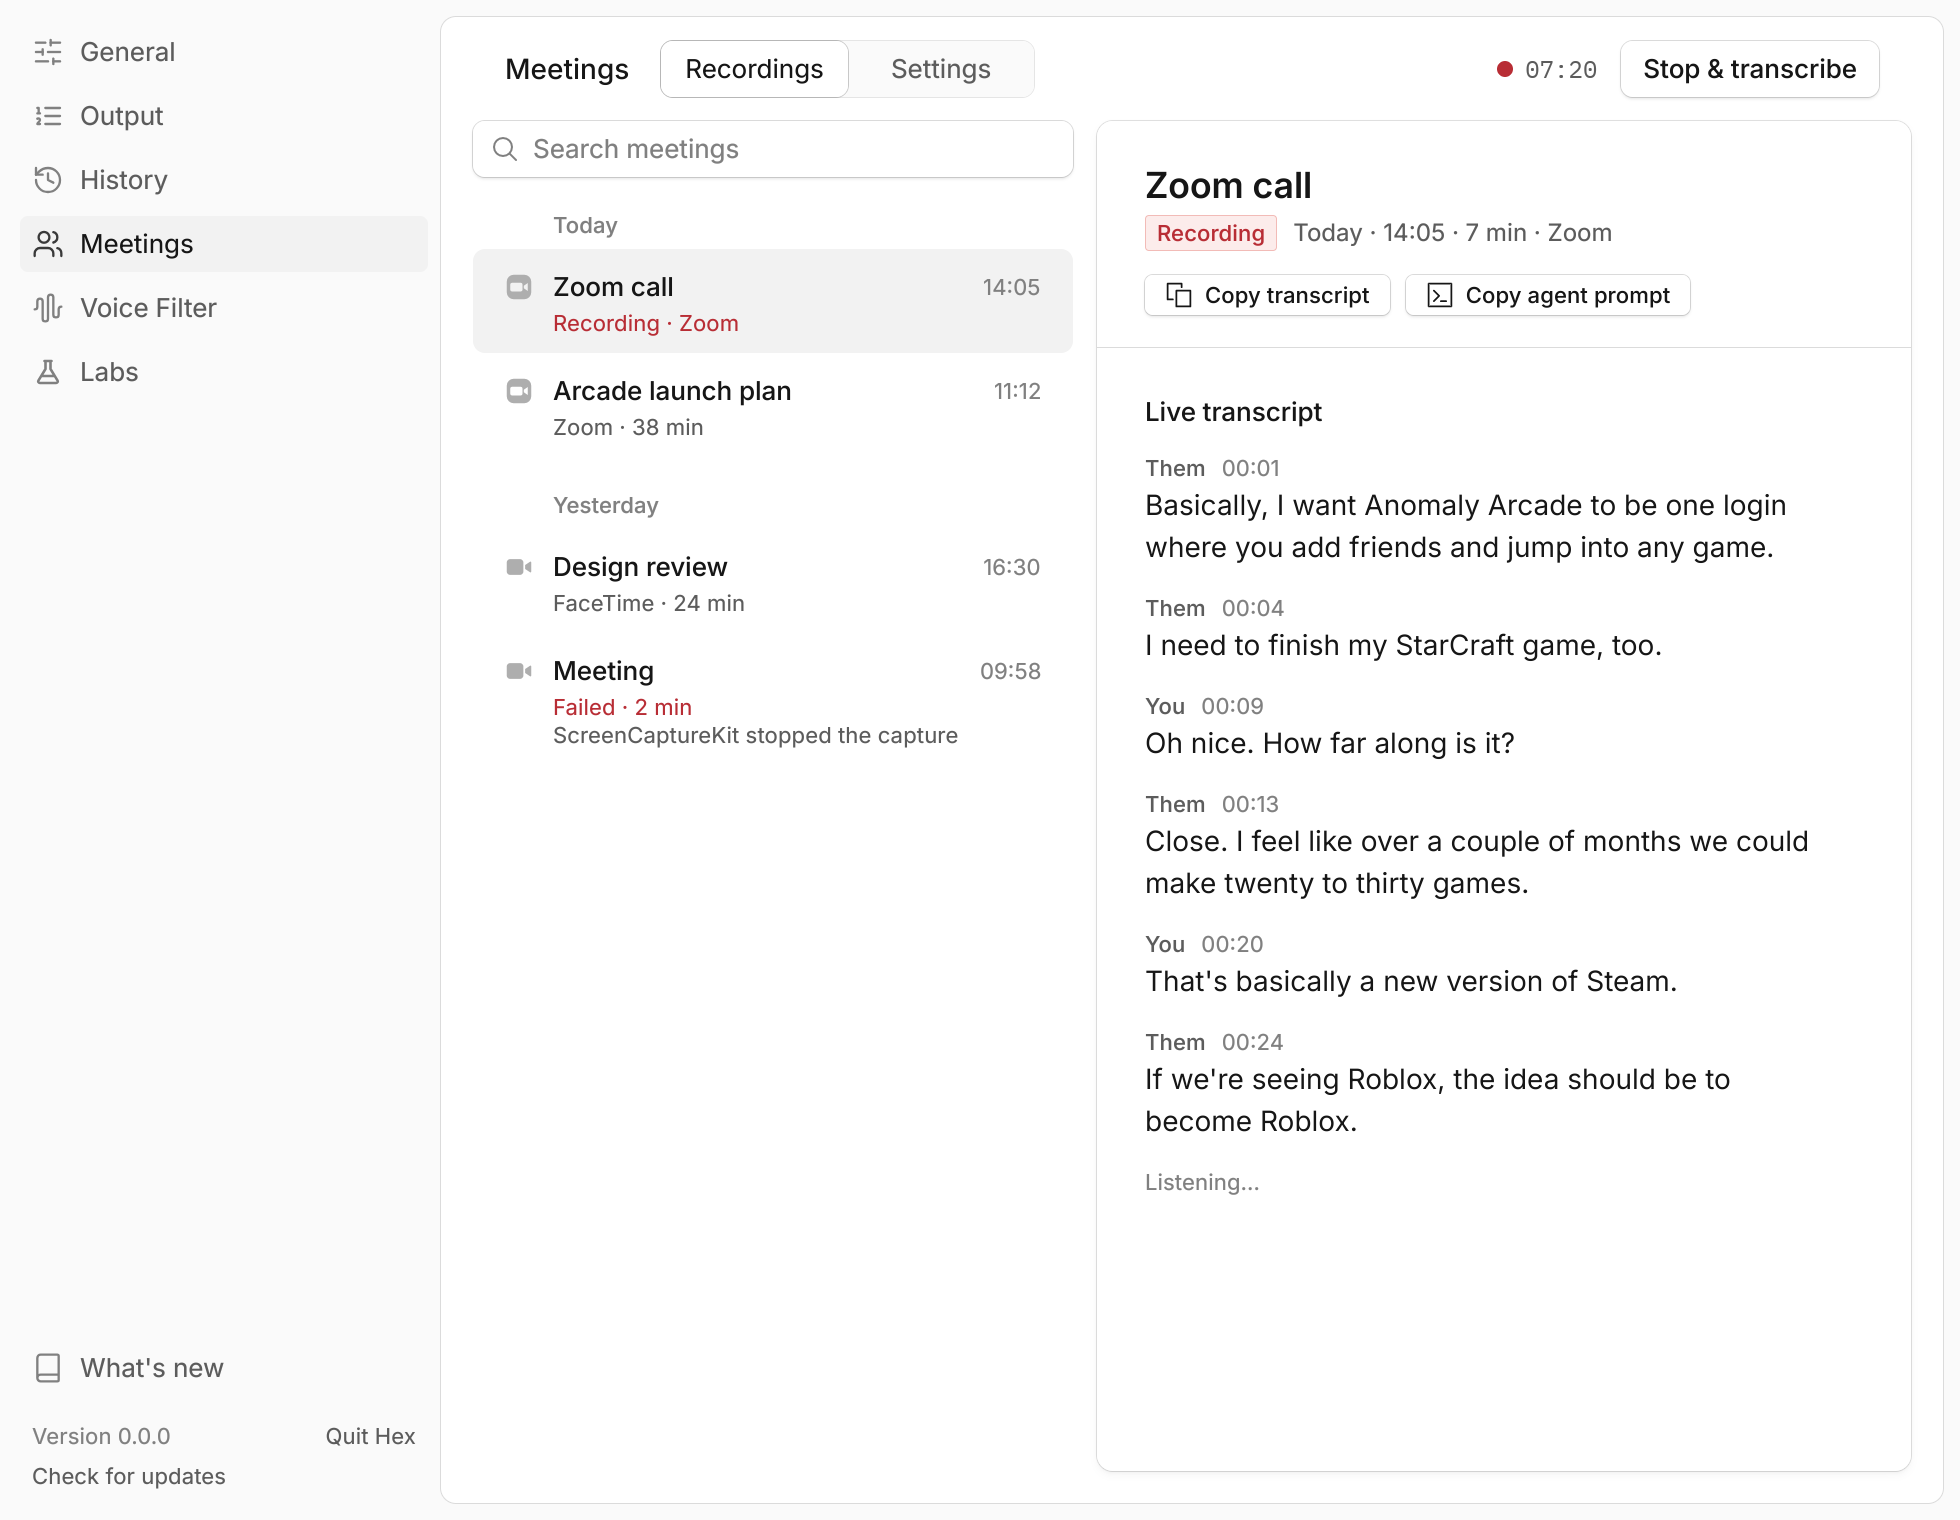 General
Output
History
Meetings
Voice Filter
Labs
What's new
Version 0.0.0
Quit Hex
Check for updates
Meetings
Recordings
Settings
07:20
Stop & transcribe
Search meetings
Today
Zoom call
14:05
Recording · Zoom
Arcade launch plan
11:12
Zoom · 38 min
Yesterday
Design review
16:30
FaceTime · 24 min
Meeting
09:58
Failed · 2 min
ScreenCaptureKit stopped the capture
Zoom call
Recording Today · 14:05 · 7 min · Zoom
Copy transcript
Copy agent prompt
Live transcript
Them 00:01
Basically, I want Anomaly Arcade to be one login
where you add friends and jump into any game.
Them 00:04
I need to finish my StarCraft game, too.
You 00:09
Oh nice. How far along is it?
Them 00:13
Close. I feel like over a couple of months we could
make twenty to thirty games.
You 00:20
That's basically a new version of Steam.
Them 00:24
If we're seeing Roblox, the idea should be to
become Roblox.
Listening...